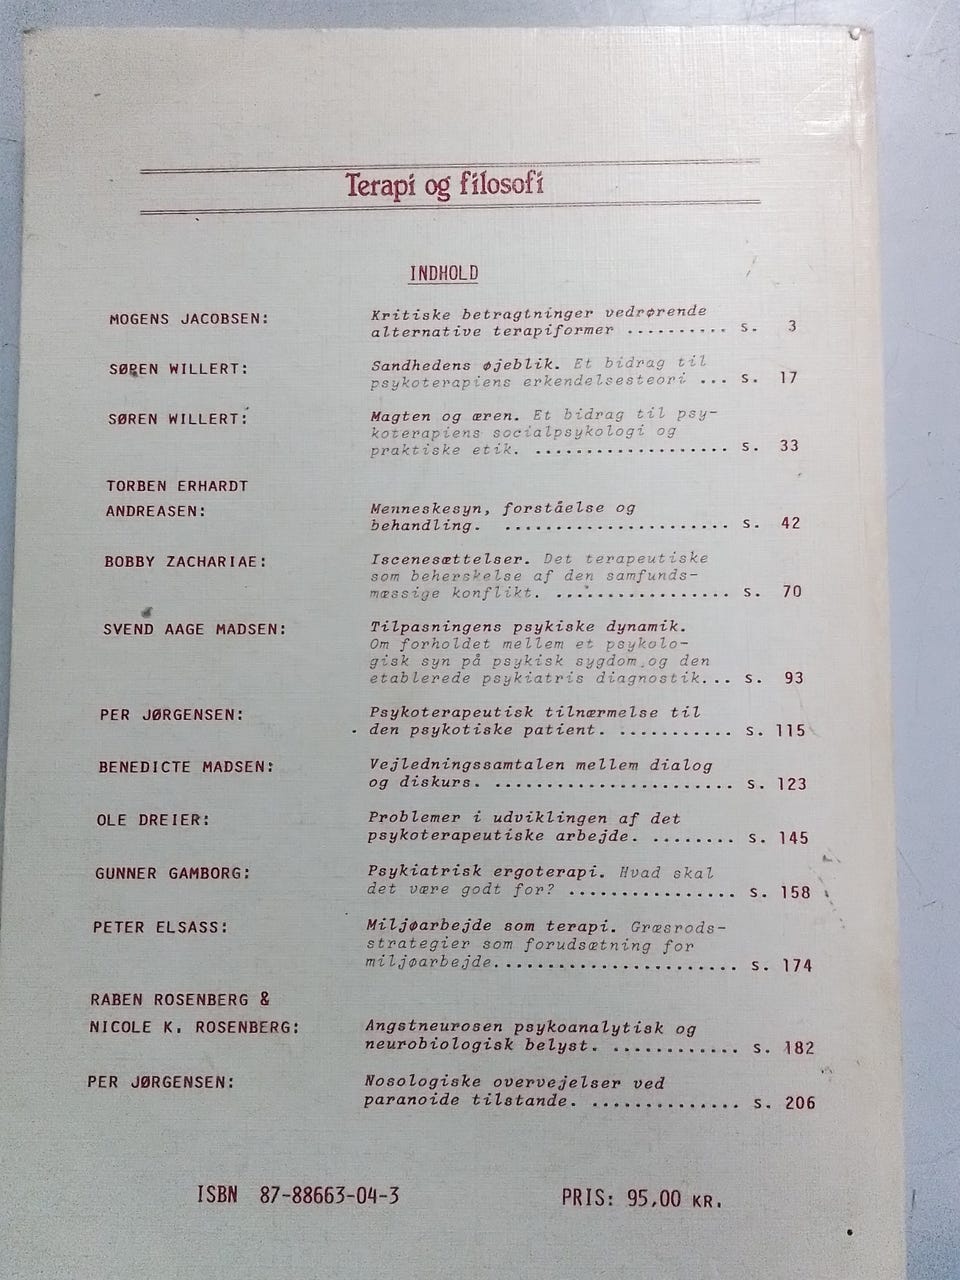 Terapi og filosofi
INDHOLD
MOGENS JACOBSEN: Kritiske betragtninger vedrørende
alternative terapiformer .......... s. 3
SØREN WILLERT: Sandhedens øjeblik. Et bidrag til
psykoterapiens erkendelsesteori ... s. 17
SØREN WILLERT: Magten og æren. Et bidrag til psy-
koterapiens socialpsykologi og
praktiske etik. ................... s. 33
TORBEN ERHARDT
ANDREASEN: Menneskesyn, forståelse og
behandling. ...................... s. 42
BOBBY ZACHARIAE: Iscenesættelser. Det terapeutiske
som beherskelse af den samfunds-
mæssige konflikt. ................. s. 70
SVEND AAGE MADSEN: Tilpasningens psykiske dynamik.
Om forholdet mellem et psykolo-
gisk syn på psykisk sygdom og den
etablerede psykiatris diagnostik... s. 93
PER JØRGENSEN: Psykoterapeutisk tilnærmelse til
den psykotiske patient. ........... s. 115
BENEDICTE MADSEN: Vejledningssamtalen mellem dialog
og diskurs. ....................... s. 123
OLE DREIER: Problemer i udviklingen af det
psykoterapeutiske arbejde. ........ s. 145
GUNNER GAMBORG: Psykiatrisk ergoterapi. Hvad skal
det være godt for? ................ s. 158
PETER ELSASS: Miljøarbejde som terapi. Græsrods-
strategier som forudsætning for
miljøarbejde........................ s. 174
RABEN ROSENBERG &
NICOLE K. ROSENBERG: Angstneurosen psykoanalytisk og
neurobiologisk belyst. ............ s. 182
PER JØRGENSEN: Nosologiske overvejelser ved
paranoide tilstande. .............. s. 206
ISBN 87-88663-04-3 PRIS: 95,00 KR.